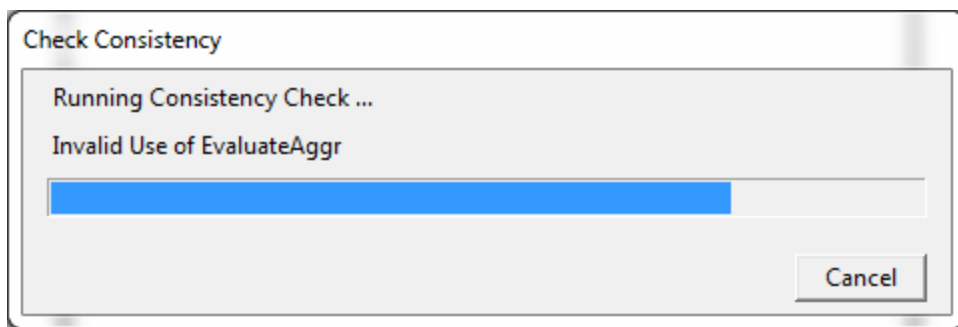 Check Consistency
Running Consistency Check ...
Invalid Use of EvaluateAggr
Cancel